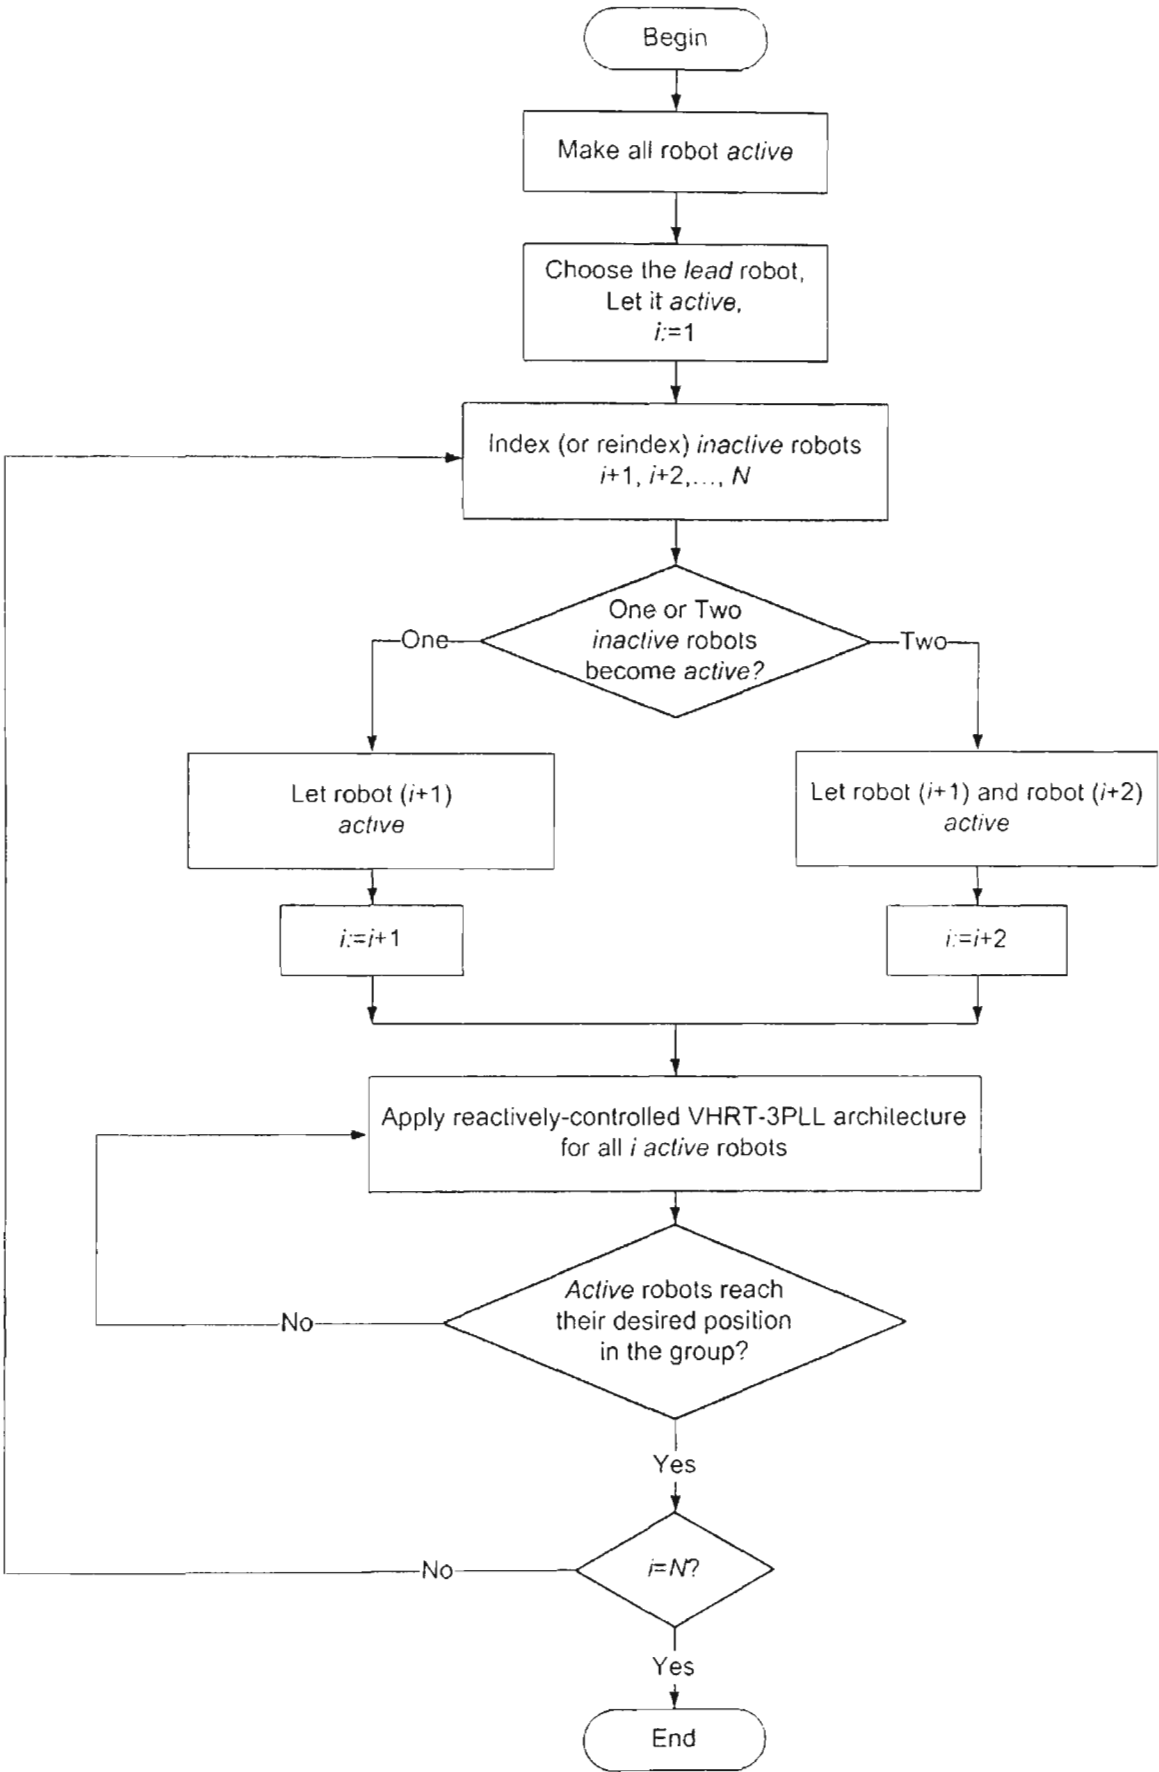 Begin
Make all robot active
Choose the lead robot,
Let it active,
i:=1
Index (or reindex) inactive robots
i+1, i+2,..., N
One or Two
inactive robots
become active?
One
Two
Let robot (i+1)
active
Let robot (i+1) and robot (i+2)
active
i:=i+1
i:=i+2
Apply reactively-controlled VHRT-3PLL architecture
for all i active robots
Active robots reach
their desired position
in the group?
No
Yes
i=N?
No
Yes
End